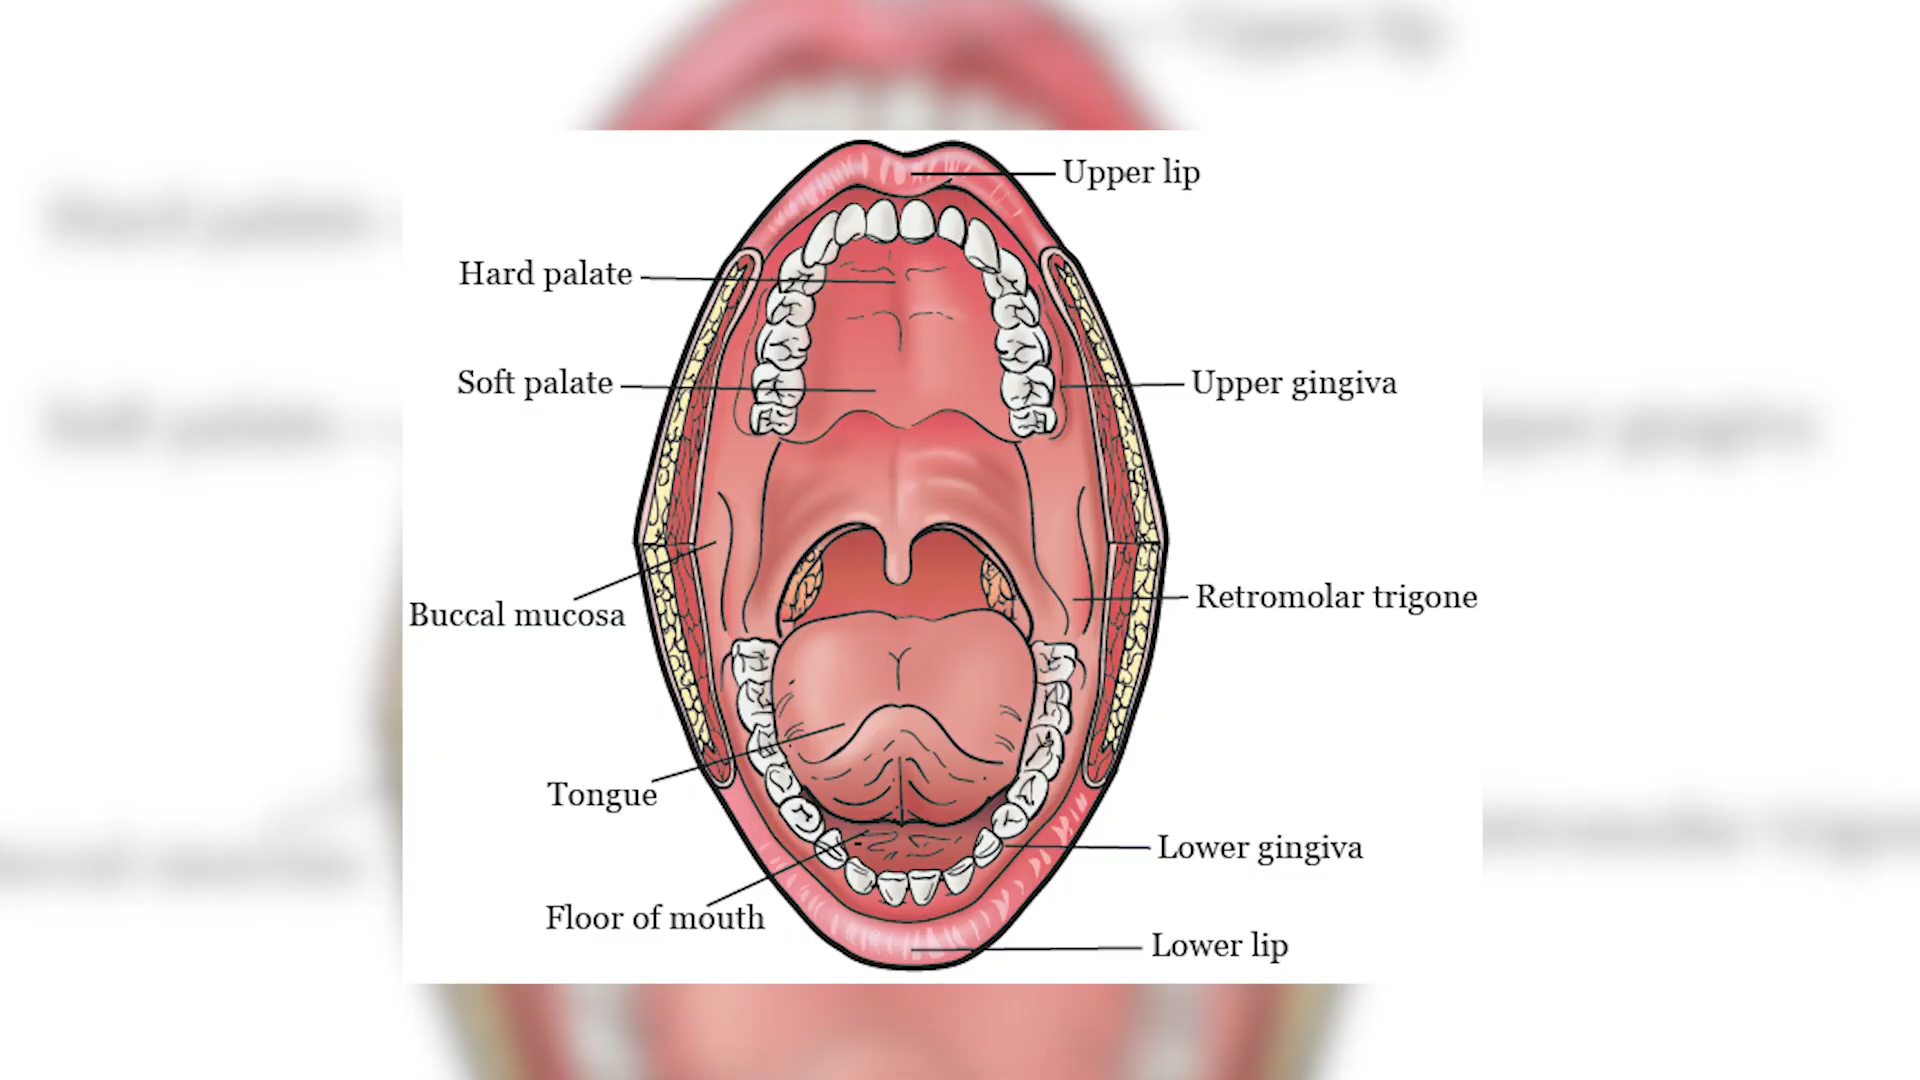 Upper lip
Hard palate
Soft palate
Upper gingiva
Buccal mucosa
Retromolar trigone
Tongue
Lower gingiva
Floor of mouth
Lower lip